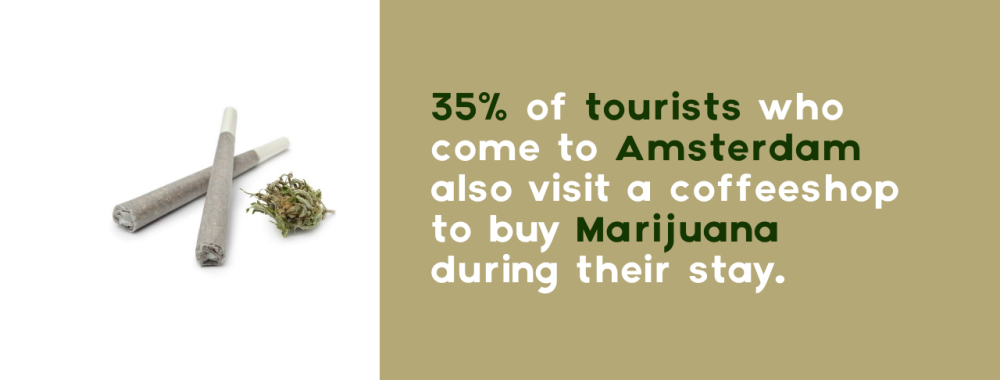 35% of tourists who
come to Amsterdam
also visit a coffeeshop
to buy Marijuana
during their stay.